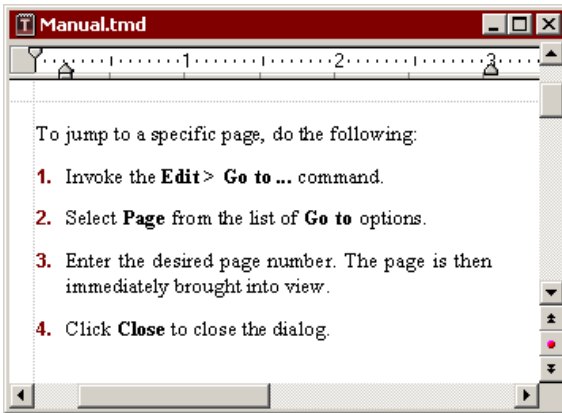 Manual.tmd
1 2 3
To jump to a specific page, do the following:
1. Invoke the Edit > Go to ... command.
2. Select Page from the list of Go to options.
3. Enter the desired page number. The page is then
immediately brought into view.
4. Click Close to close the dialog.